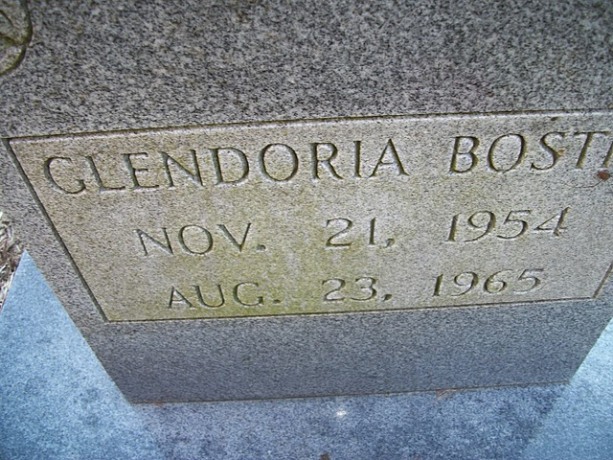 GLENDORIA
NOV. 21, 1954
AUG. 23, 1965